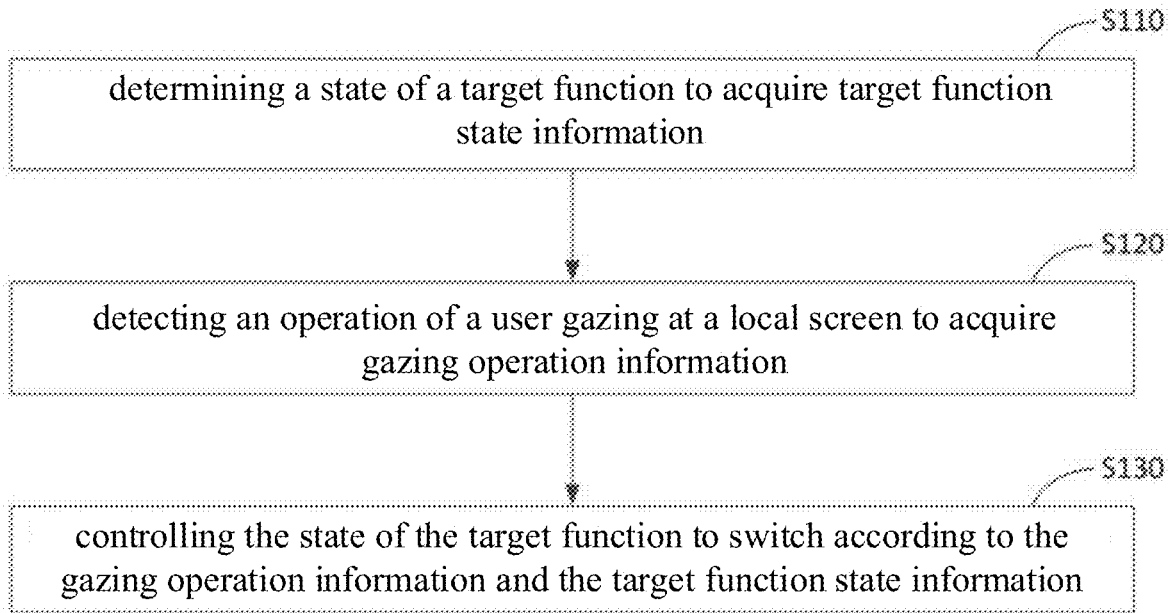 S110
determining a state of a target function to acquire target function
state information
S120
detecting an operation of a user gazing at a local screen to acquire
gazing operation information
S130
controlling the state of the target function to switch according to the
gazing operation information and the target function state information